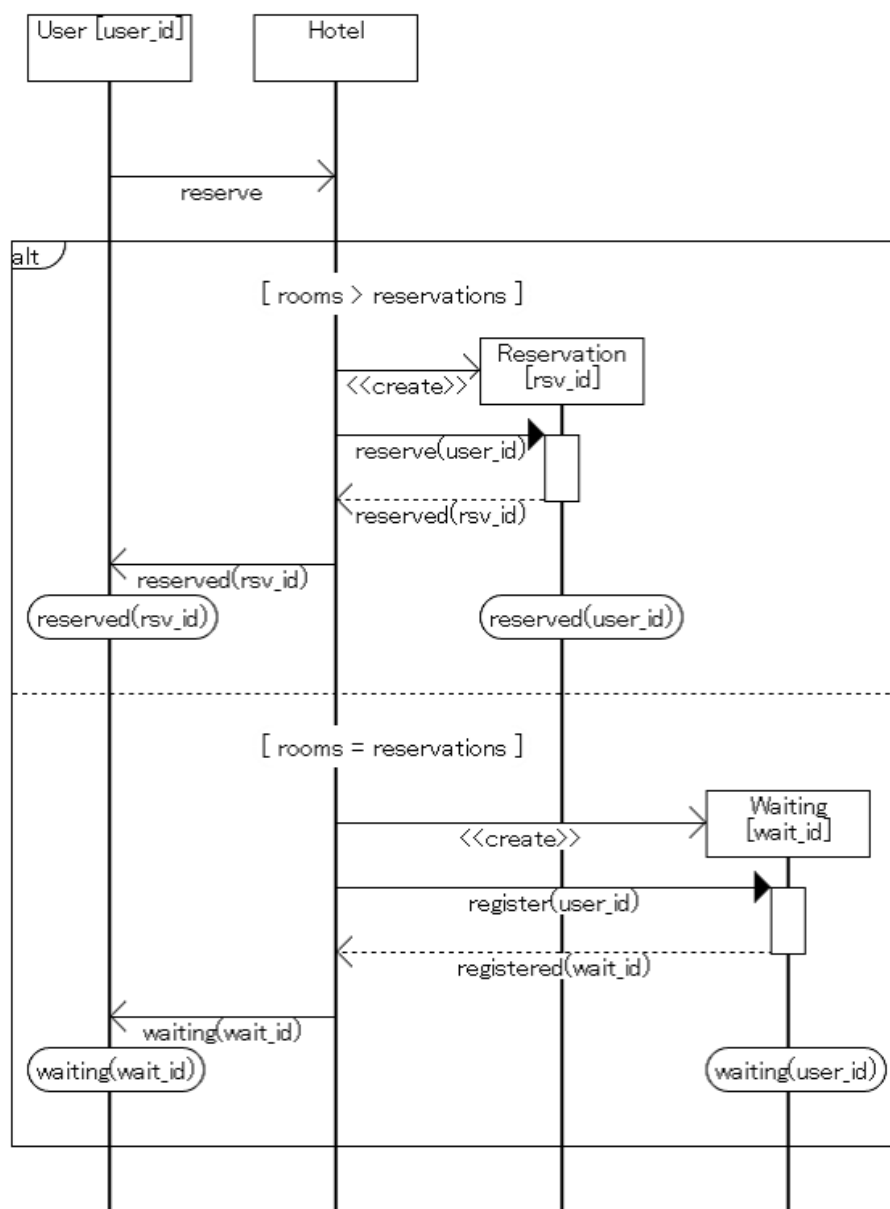 User [user_id]
Hotel
reserve
alt
[ rooms > reservations ]
Reservation
[rsv_id]
<<create>>
reserve(user_id)
reserved(rsv_id)
reserved(rsv_id)
reserved(rsv_id)
reserved(user_id)
[ rooms = reservations ]
Waiting
[wait_id]
<<create>>
register(user_id)
registered(wait_id)
waiting(wait_id)
waiting(wait_id)
waiting(user_id)